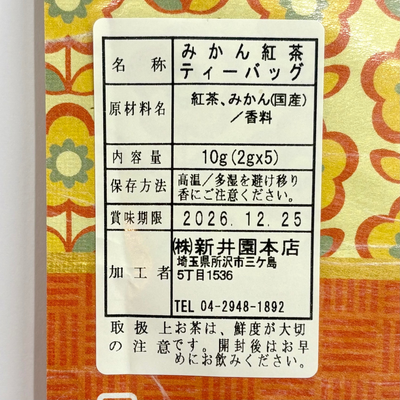 名称 みかん紅茶
ティーバッグ
原材料名 紅茶、みかん(国産)
/香料
内容量 10g(2gx5)
保存方法 高温/多湿を避け移り
香にご注意ください。
賞味期限 2026.12.25
加工者 ㈱新井園本店
埼玉県所沢市三ケ島
5丁目1536
TEL 04-2948-1892
取扱上 お茶は、鮮度が大切
の注意 です。開封後はお早
めにお飲みください。